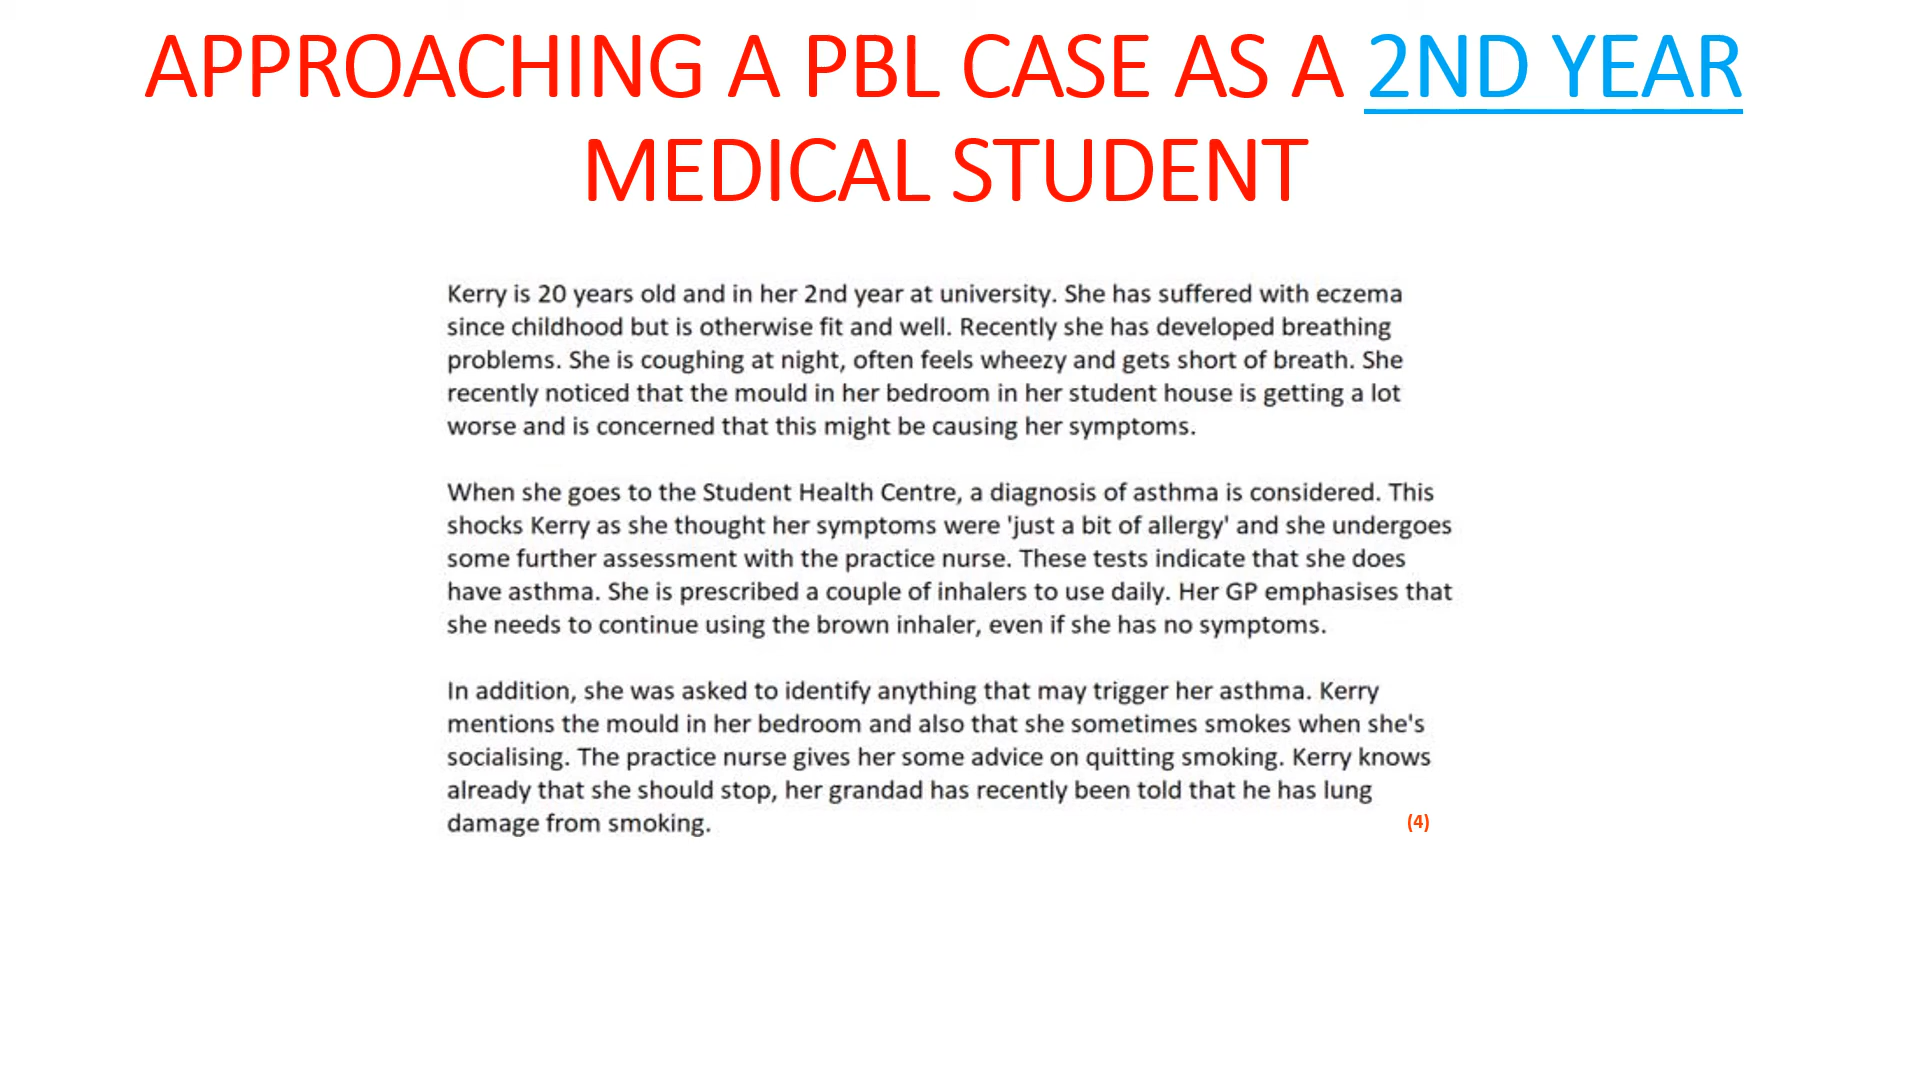 APPROACHING A PBL CASE AS A 2ND YEAR
MEDICAL STUDENT
Kerry is 20 years old and in her 2nd year at university. She has suffered with eczema
since childhood but is otherwise fit and well. Recently she has developed breathing
problems. She is coughing at night, often feels wheezy and gets short of breath. She
recently noticed that the mould in her bedroom in her student house is getting a lot
worse and is concerned that this might be causing her symptoms.
When she goes to the Student Health Centre, a diagnosis of asthma is considered. This
shocks Kerry as she thought her symptoms were 'just a bit of allergy' and she undergoes
some further assessment with the practice nurse. These tests indicate that she does
have asthma. She is prescribed a couple of inhalers to use daily. Her GP emphasises that
she needs to continue using the brown inhaler, even if she has no symptoms.
In addition, she was asked to identify anything that may trigger her asthma. Kerry
mentions the mould in her bedroom and also that she sometimes smokes when she's
socialising. The practice nurse gives her some advice on quitting smoking. Kerry knows
already that she should stop, her grandad has recently been told that he has lung
damage from smoking. (4)